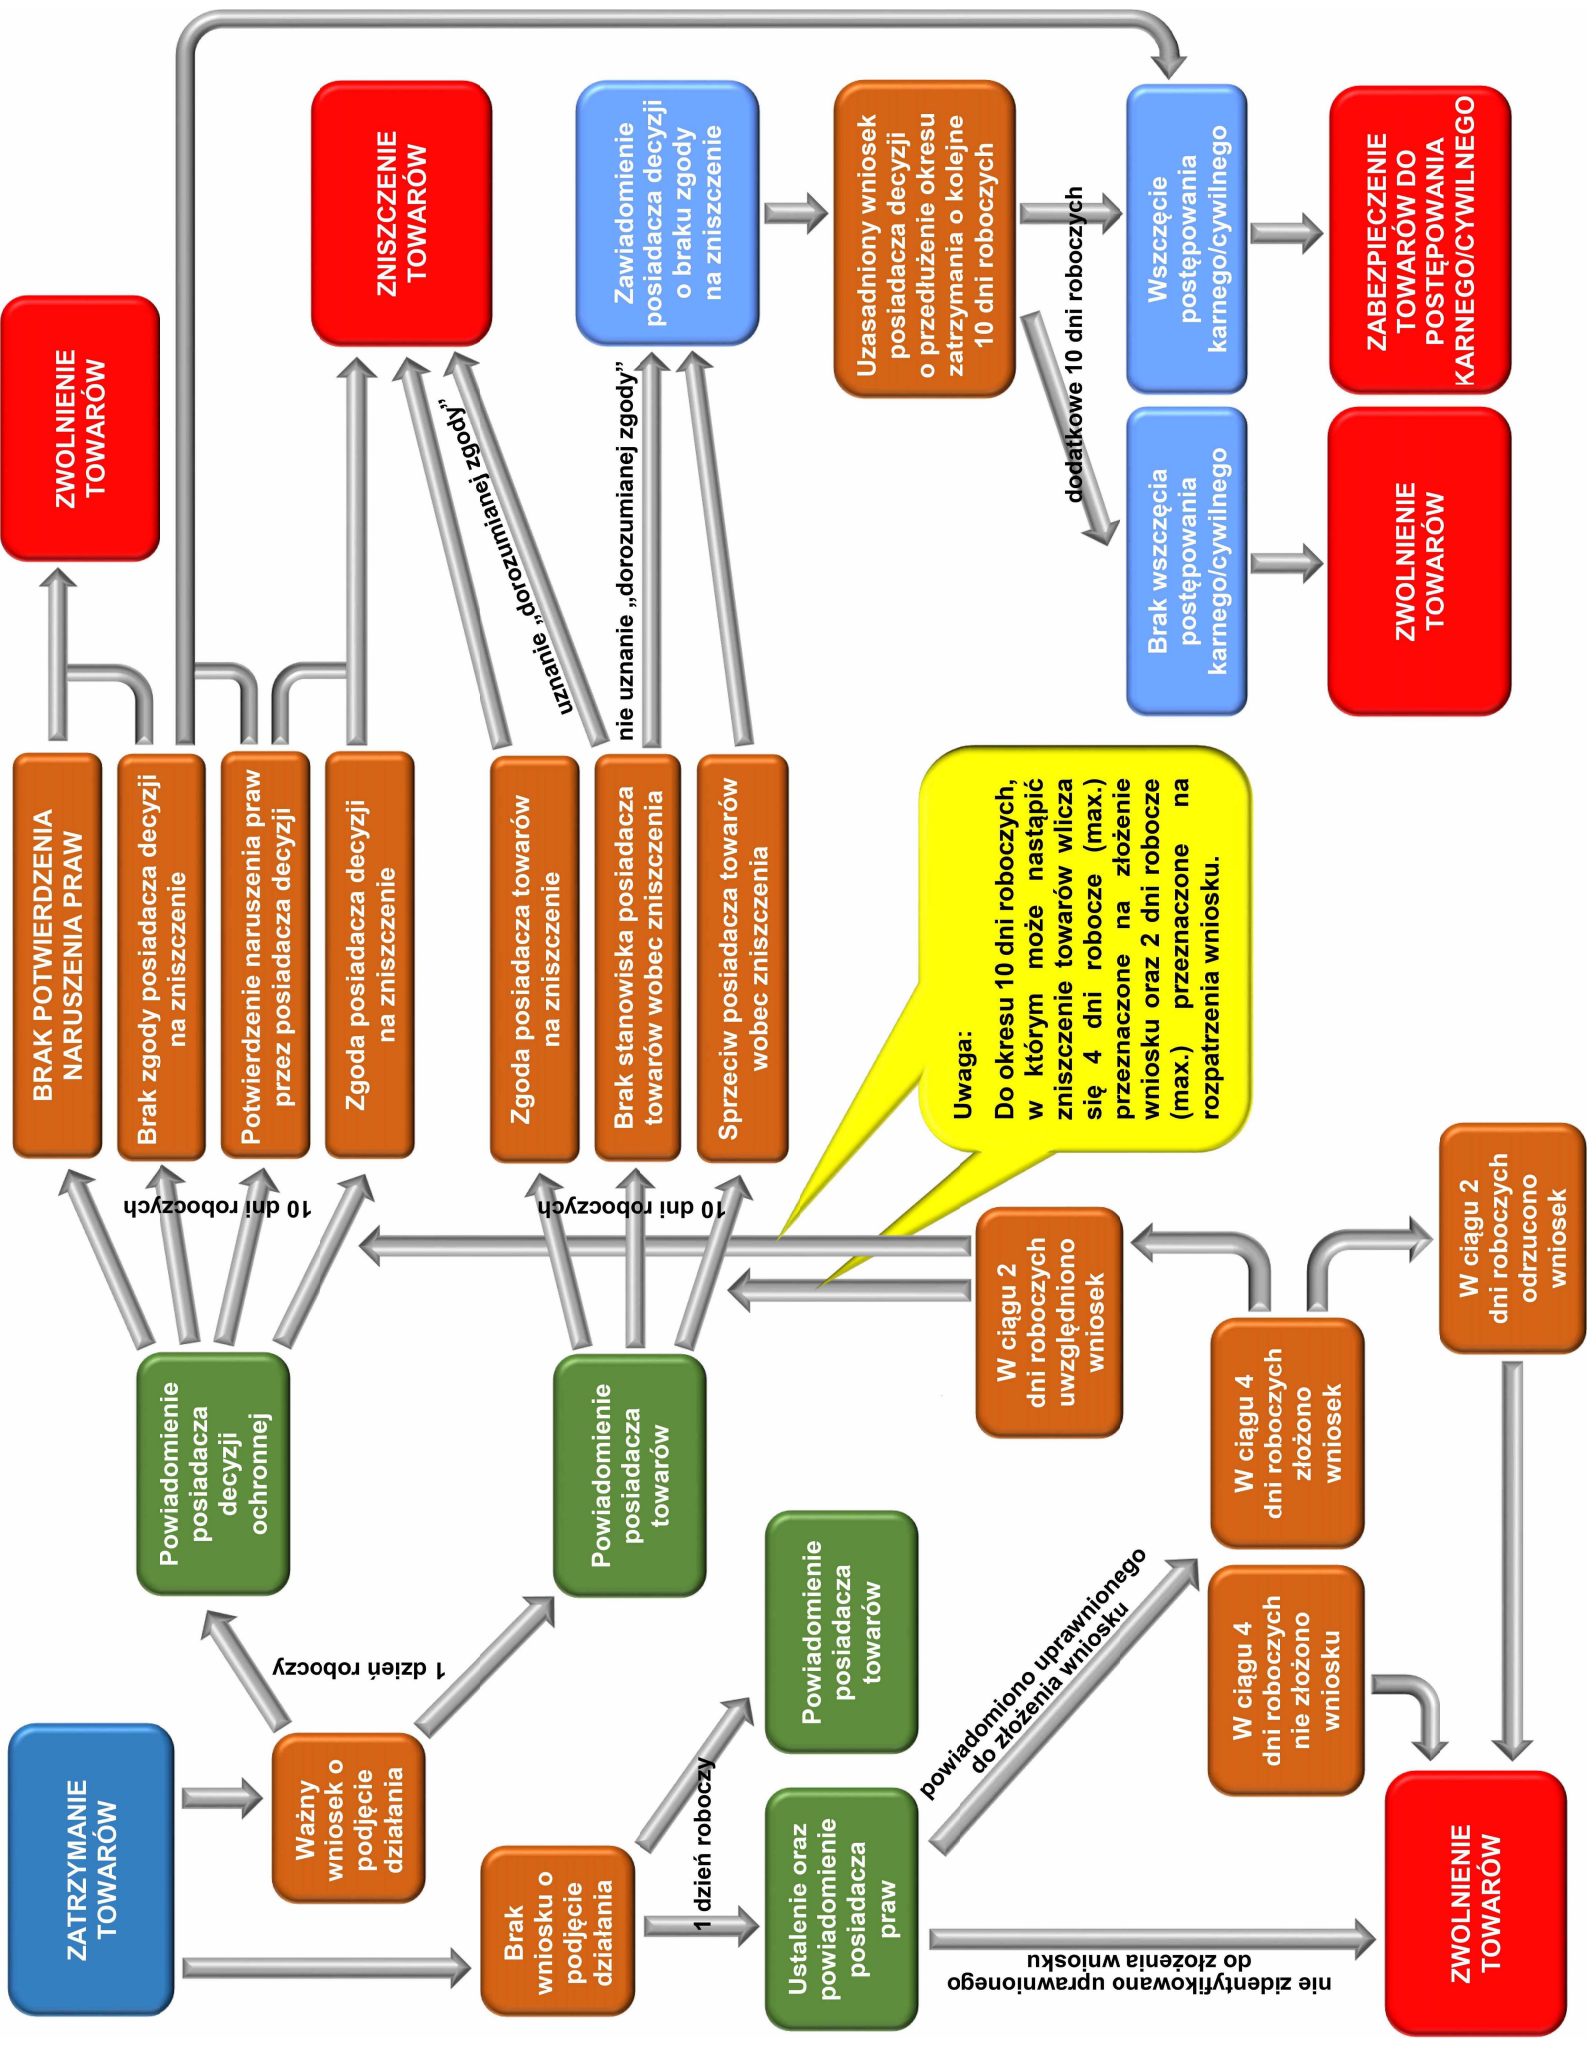 ZATRZYMANIE
TOWARÓW
Ważny
wniosek o
podjęcie
działania
Brak
wniosku o
podjęcie
działania
1 dzień roboczy
Powiadomienie
posiadacza
decyzji
ochronnej
Powiadomienie
posiadacza
towarów
1 dzień roboczy
Ustalenie oraz
powiadomienie
posiadacza
praw
Powiadomienie
posiadacza
towarów
nie zidentyfikowano uprawnionego
do złożenia wniosku
powiadomiono uprawnionego
do złożenia wniosku
ZWOLNIENIE
TOWARÓW
W ciągu 4
dni roboczych
nie złożono
wniosku
W ciągu 4
dni roboczych
złożono
wniosek
W ciągu 2
dni roboczych
uwzględniono
wniosek
W ciągu 2
dni roboczych
odrzucono
wniosek
10 dni roboczych
10 dni roboczych
BRAK POTWIERDZENIA
NARUSZENIA PRAW
Brak zgody posiadacza decyzji
na zniszczenie
Potwierdzenie naruszenia praw
przez posiadacza decyzji
Zgoda posiadacza decyzji
na zniszczenie
Zgoda posiadacza towarów
na zniszczenie
Brak stanowiska posiadacza
towarów wobec zniszczenia
Sprzeciw posiadacza towarów
wobec zniszczenia
Uwaga:
Do okresu 10 dni roboczych,
w którym może nastąpić
zniszczenie towarów wlicza
się 4 dni robocze (max.)
przeznaczone na złożenie
wniosku oraz 2 dni robocze
(max.) przeznaczone na
rozpatrzenia wniosku.
ZWOLNIENIE
TOWARÓW
ZNISZCZENIE
TOWARÓW
uznanie „dorozumianej zgody”
nie uznanie „dorozumianej zgody”
Zawiadomienie
posiadacza decyzji
o braku zgody
na zniszczenie
Uzasadniony wniosek
posiadacza decyzji
o przedłużenie okresu
zatrzymania o kolejne
10 dni roboczych
dodatkowe 10 dni roboczych
Brak wszczęcia
postępowania
karnego/cywilnego
Wszczęcie
postępowania
karnego/cywilnego
ZWOLNIENIE
TOWARÓW
ZABEZPIECZENIE
TOWARÓW DO
POSTĘPOWANIA
KARNEGO/CYWILNEGO